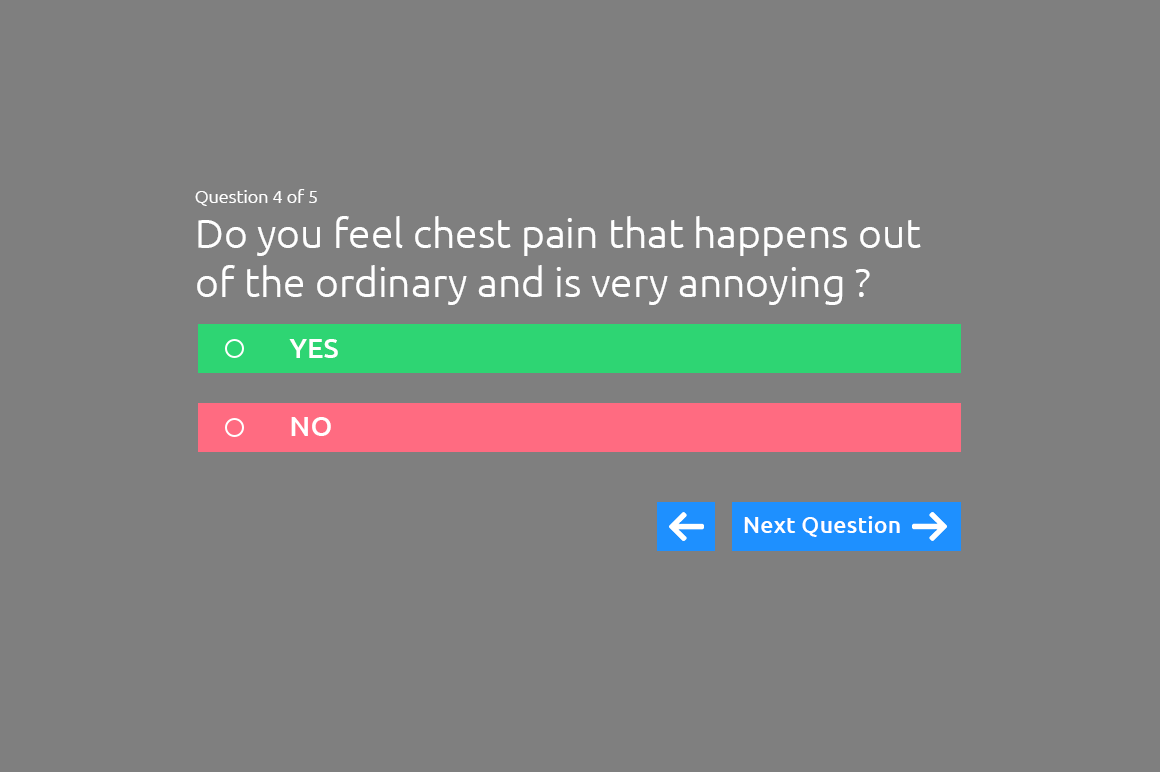 Question 4 of 5
Do you feel chest pain that happens out
of the ordinary and is very annoying ?
YES
NO
Next Question